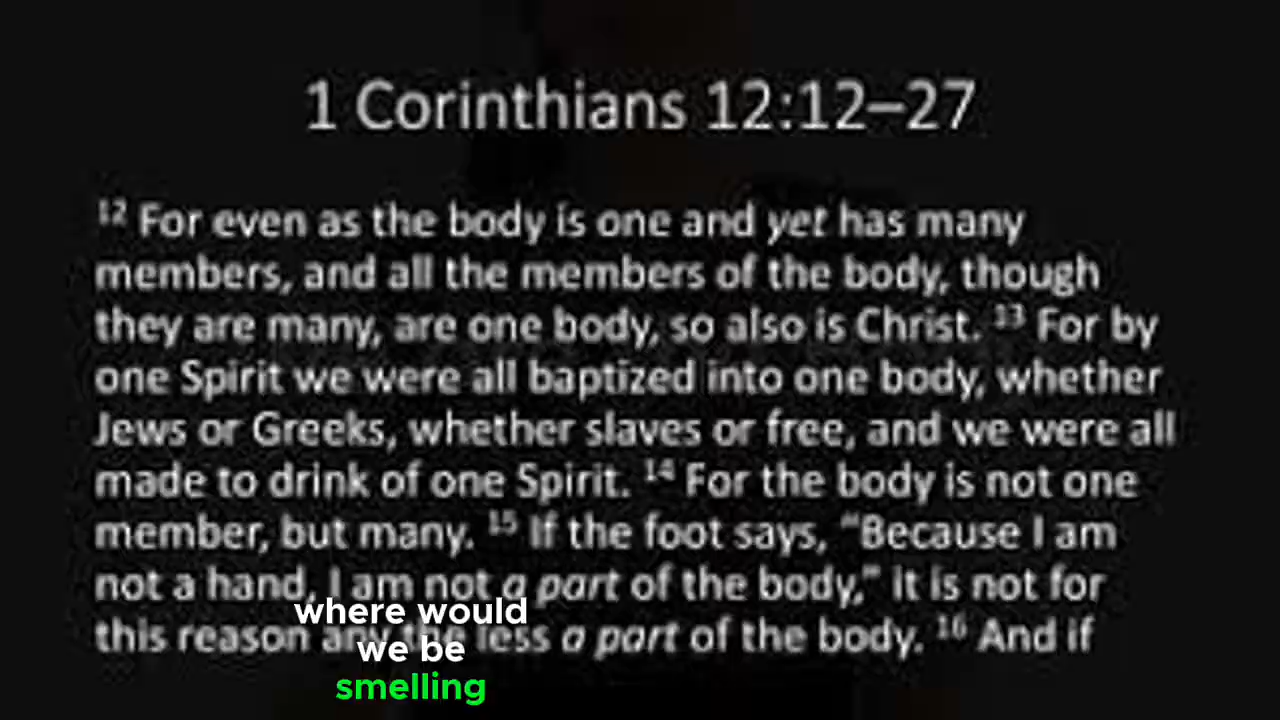 1 Corinthians 12:12–27
12 For even as the body is one and yet has many
members, and all the members of the body, though
they are many, are one body, so also is Christ. 13 For by
one Spirit we were all baptized into one body, whether
Jews or Greeks, whether slaves or free, and we were all
made to drink of one Spirit. 14 For the body is not one
member, but many. 15 If the foot says, “Because I am
not a hand, I am not a part of the body,” it is not for
this reason any the less a part of the body. 16 And if
where would
we be
smelling